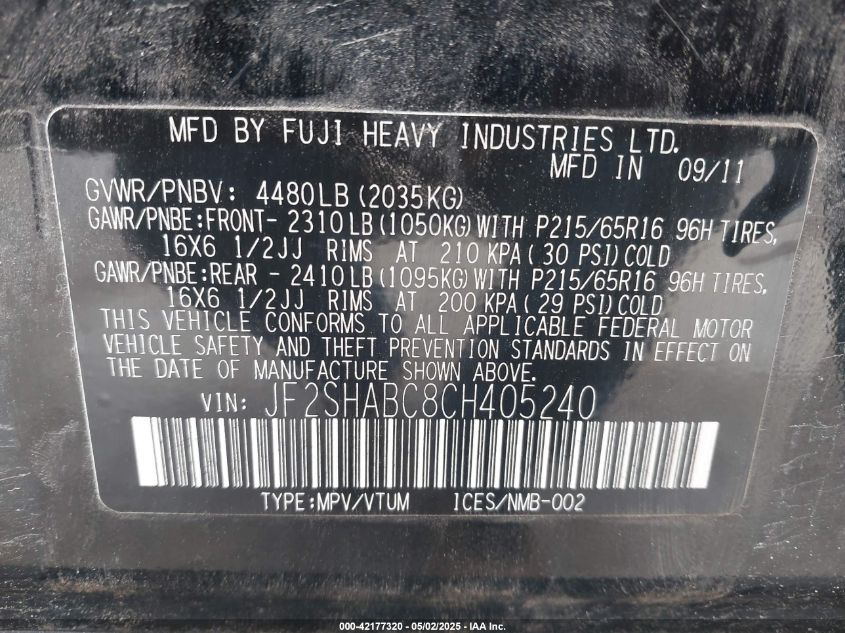 MFD BY FUJI HEAVY INDUSTRIES LTD.
MFD IN 09/11
GVWR/PNBV: 4480LB (2035KG)
GAWR/PNBE:FRONT- 2310LB(1050KG)WITH P215/65R16 96H TIRES,
16X6 1/2JJ RIMS AT 210 KPA( 30 PSI)COLD
GAWR/PNBE:REAR - 2410LB(1095KG)WITH P215/65R16 96H TIRES,
16X6 1/2JJ RIMS AT 200 KPA( 29 PSI)COLD
THIS VEHICLE CONFORMS TO ALL APPLICABLE FEDERAL MOTOR
VEHICLE SAFETY AND THEFT PREVENTION STANDARDS IN EFFECT ON
THE DATE OF MANUFACTURE SHOWN ABOVE.
VIN: JF2SHABC8CH405240
TYPE:MPV/VTUM ICES/NMB-002
000-42177320 - 05/02/2025 - IAA Inc.